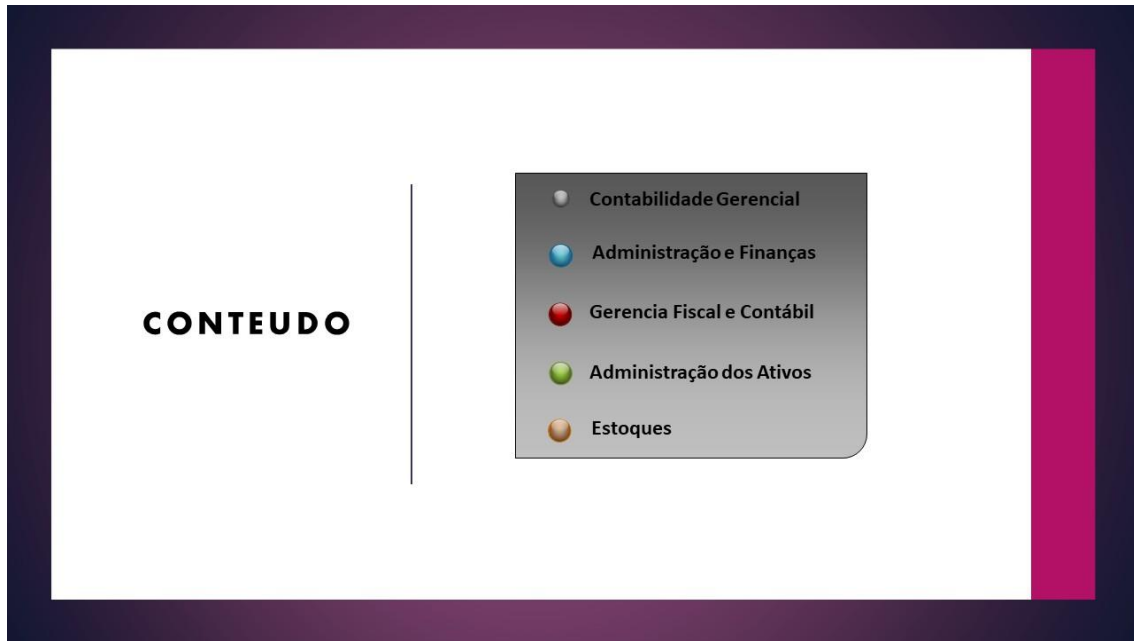 CONTEUDO
Contabilidade Gerencial
Administração e Finanças
Gerencia Fiscal e Contábil
Administração dos Ativos
Estoques